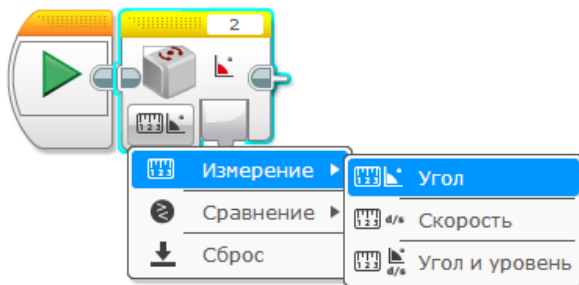 2
Измерение
Угол
Сравнение
d/s Скорость
Сброс
d/s Угол и уровень